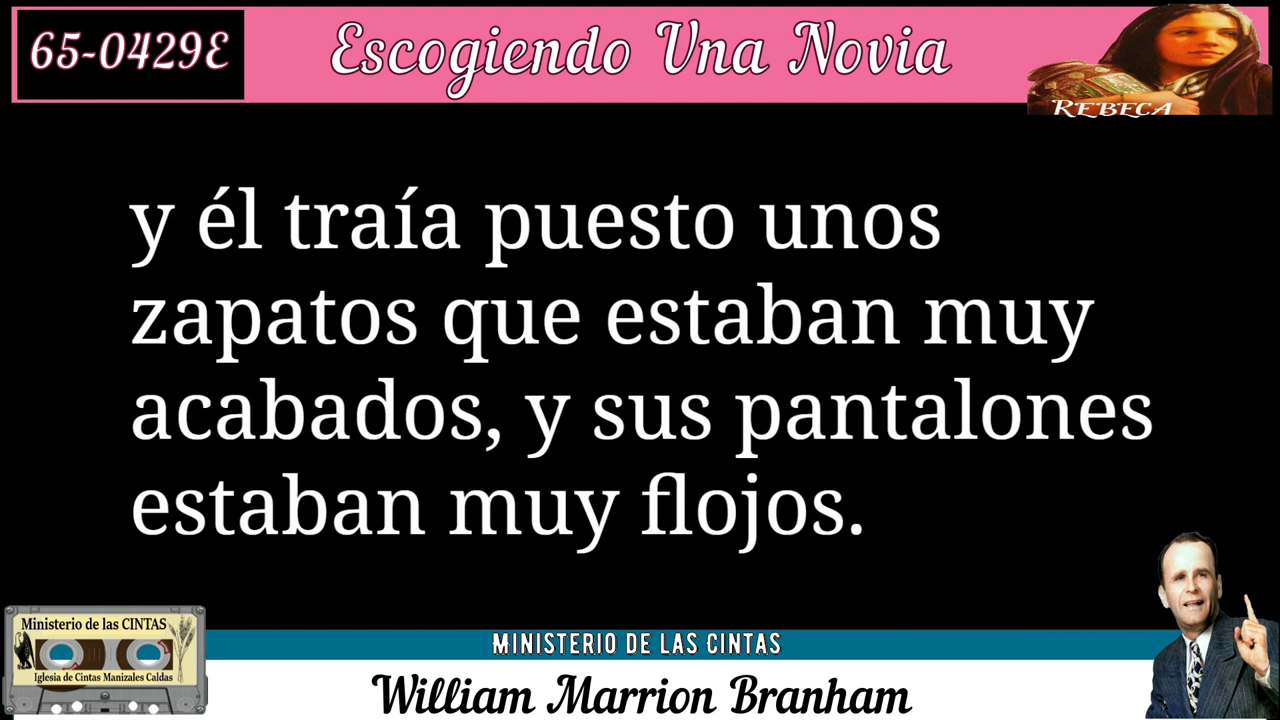 65-0429E
Escogiendo Una Novia
REBECA
y él traía puesto unos
zapatos que estaban muy
acabados, y sus pantalones
estaban muy flojos.
Ministerio de las CINTAS
Iglesia de Cintas Manizales Caldas
MINISTERIO DE LAS CINTAS
William Marrion Branham